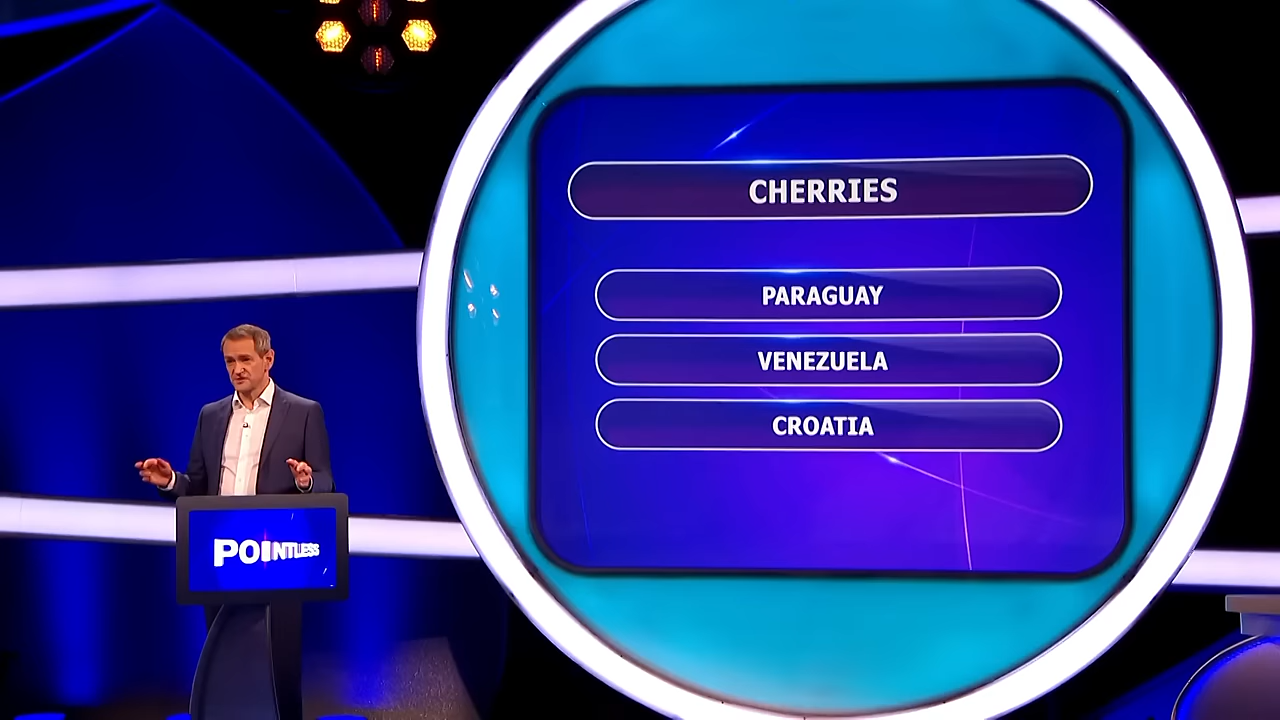 CHERRIES
PARAGUAY
VENEZUELA
CROATIA
POINTLESS